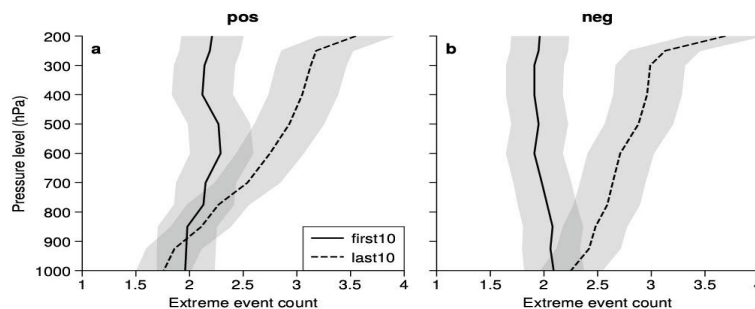 pos
neg
a
b
Pressure level (hPa)
200
300
400
500
600
700
800
900
1000
first10
last10
1 1.5 2 2.5 3 3.5 4
1 1.5 2 2.5 3 3.5 4
Extreme event count
Extreme event count